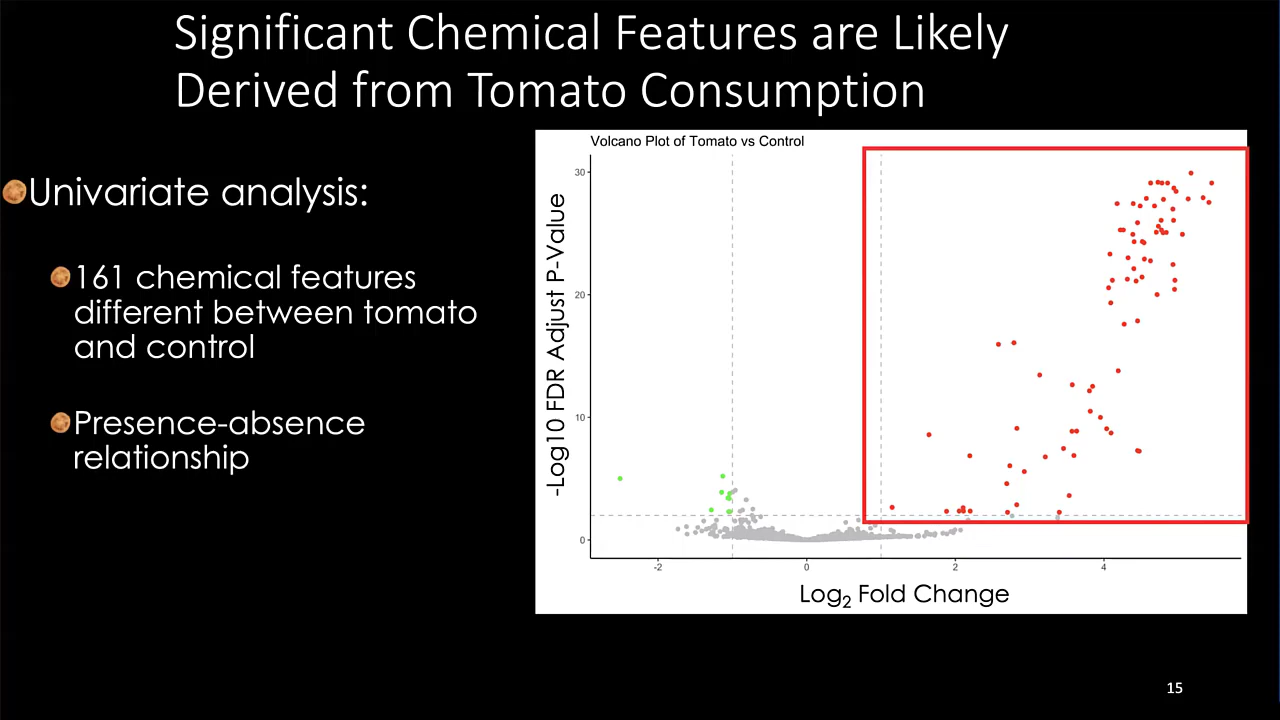 Significant Chemical Features are Likely
Derived from Tomato Consumption
Univariate analysis:
161 chemical features
different between tomato
and control
Presence-absence
relationship
Volcano Plot of Tomato vs Control
-Log10 FDR Adjust P-Value
30
20
10
0
-2
0
2
4
Log2 Fold Change
15